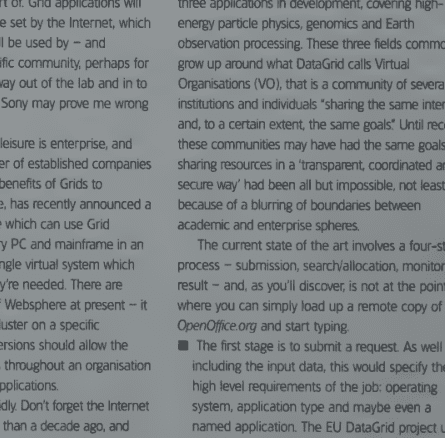 rt of. Grid applications will
e set by the Internet, which
ll be used by – and
ific community, perhaps for
way out of the lab and in to
Sony may prove me wrong
leisure is enterprise, and
er of established companies
benefits of Grids to
e, has recently announced a
which can use Grid
ry PC and mainframe in an
ngle virtual system which
y're needed. There are
f Websphere at present – it
luster on a specific
ersions should allow the
throughout an organisation
pplications.
dly. Don't forget the Internet
than a decade ago, and
three applications in development, covering high-
energy particle physics, genomics and Earth
observation processing. These three fields commo
grow up around what DataGrid calls Virtual
Organisations (VO), that is a community of severa
institutions and individuals "sharing the same inter
and, to a certain extent, the same goals." Until rece
these communities may have had the same goals
sharing resources in a 'transparent, coordinated ar
secure way' had been all but impossible, not least
because of a blurring of boundaries between
academic and enterprise spheres.
The current state of the art involves a four-st
process – submission, search/allocation, monitor
result – and, as you'll discover, is not at the poin
where you can simply load up a remote copy of
OpenOffice.org and start typing.
■ The first stage is to submit a request. As well
including the input data, this would specify the
high level requirements of the job: operating
system, application type and maybe even a
named application. The EU DataGrid project u